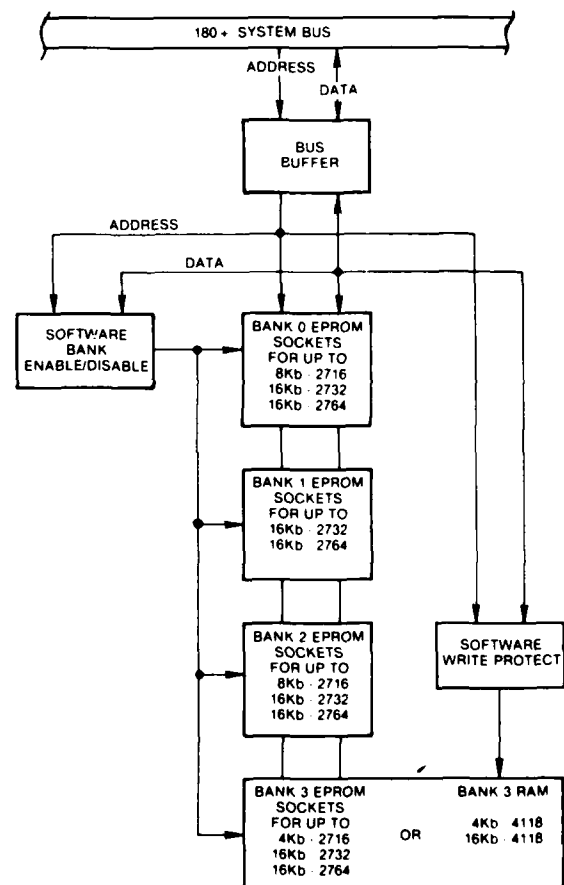 180+ SYSTEM BUS
ADDRESS
DATA
BUS
BUFFER
ADDRESS
DATA
SOFTWARE
BANK
ENABLE/DISABLE
BANK 0 EPROM
SOCKETS
FOR UP TO
8Kb - 2716
16Kb - 2732
16Kb - 2764
BANK 1 EPROM
SOCKETS
FOR UP TO
16Kb - 2732
16Kb - 2764
BANK 2 EPROM
SOCKETS
FOR UP TO
8Kb - 2716
16Kb - 2732
16Kb - 2764
SOFTWARE
WRITE PROTECT
BANK 3 EPROM
SOCKETS
FOR UP TO
4Kb - 2716
16Kb - 2732
16Kb - 2764
OR
BANK 3 RAM
4Kb 4118
16Kb - 4118